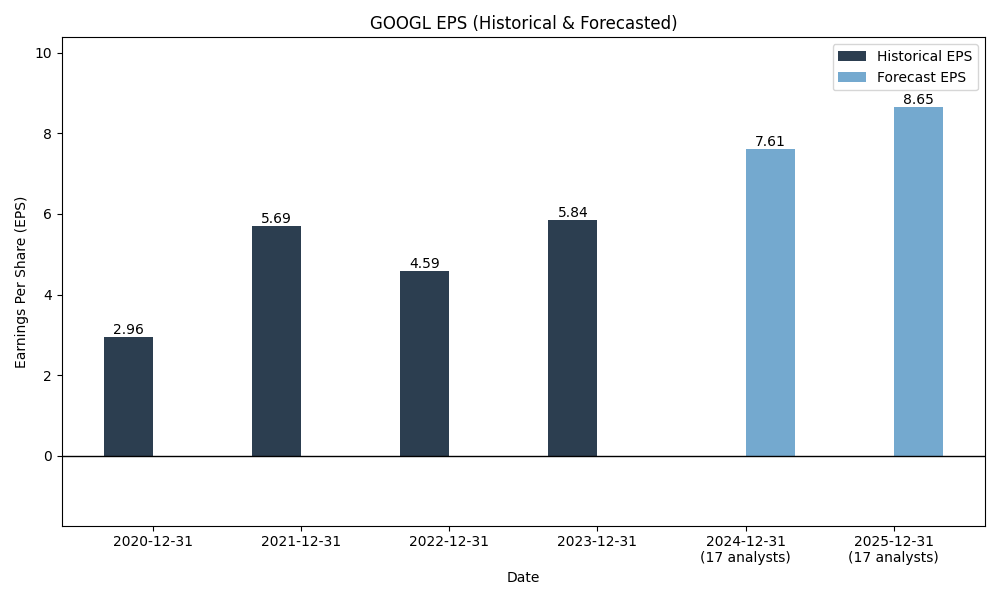 GOOGL EPS (Historical & Forecasted)
Historical EPS
Forecast EPS
Earnings Per Share (EPS)
10
8
6
4
2
0
2.96
5.69
4.59
5.84
7.61
8.65
2020-12-31
2021-12-31
2022-12-31
2023-12-31
2024-12-31
(17 analysts)
2025-12-31
(17 analysts)
Date